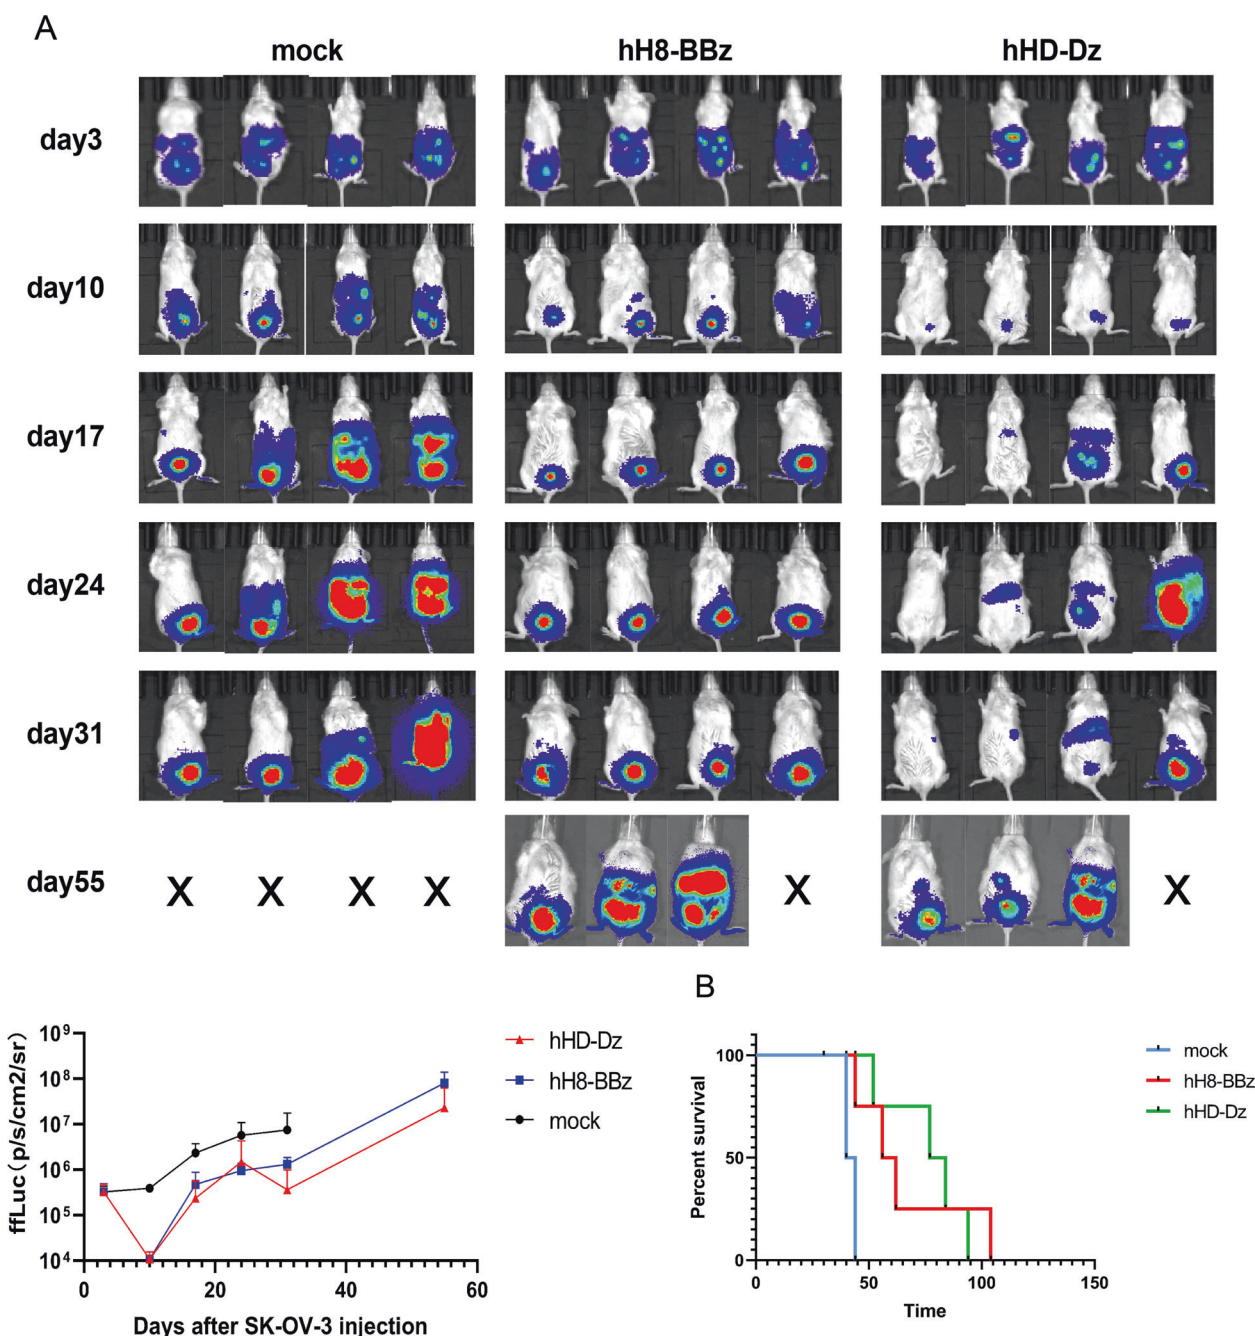 A
mock hH8-BBz hHD-Dz
day3
day10
day17
day24
day31
day55 X X X X X X
B
ffLuc (p/s/cm2/sr)
10⁹
10⁸
10⁷
10⁶
10⁵
10⁴
0 20 40 60
Days after SK-OV-3 injection
hHD-Dz
hH8-BBz
mock
Percent survival
100
50
0
0 50 100 150
Time
mock
hH8-BBz
hHD-Dz